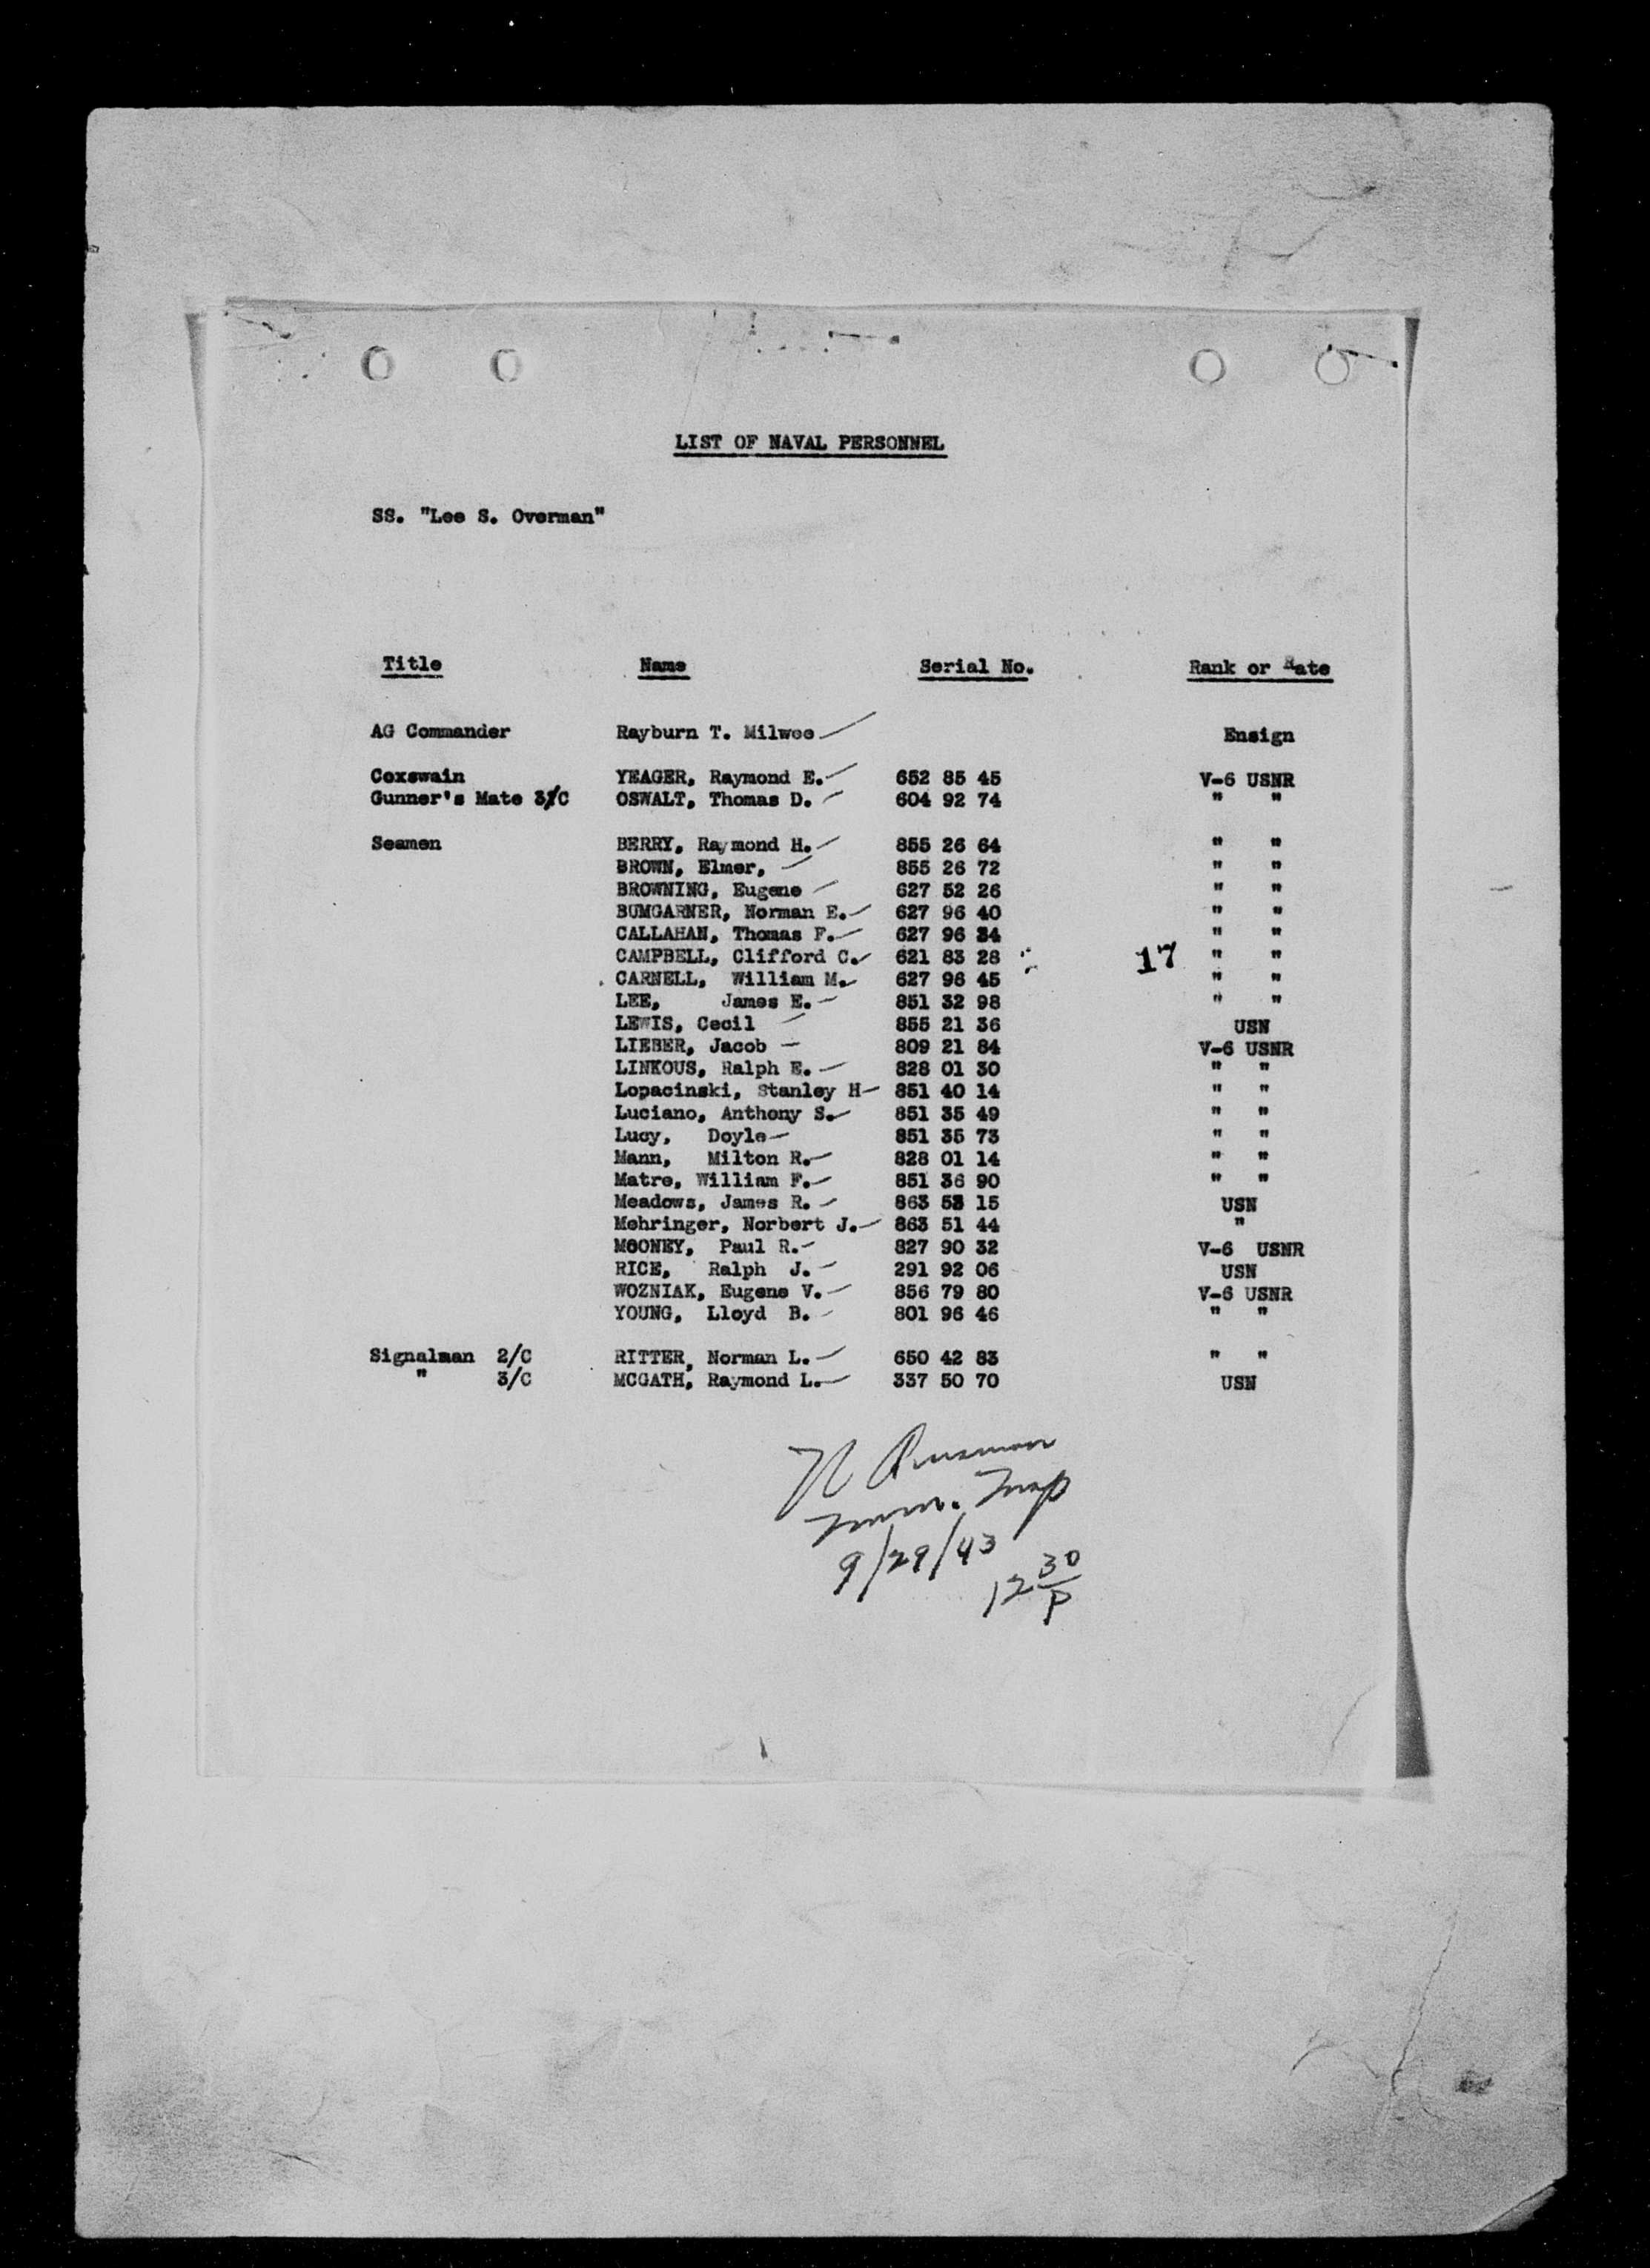 LIST OF NAVAL PERSONNEL
SS. "Lee S. Overman"
Title Name Serial No. Rank or Rate
AG Commander Rayburn T. Milwee Ensign
Coxswain YEAGER, Raymond E. 652 85 45 V-6 USNR
Gunner's Mate 3/C OSWALT, Thomas D. 604 92 74 " "
Seamen BERRY, Raymond H. 855 26 64 " "
BROWN, Elmer, 855 26 72 " "
BROWNING, Eugene 627 52 26 " "
BUMGARNER, Norman E. 627 96 40 " "
CALLAHAN, Thomas F. 627 96 34 " "
CAMPBELL, Clifford C. 621 83 28 17 " "
CARNELL, William M. 627 96 45 " "
LEE, James E. 851 32 98 " "
LEWIS, Cecil 855 21 36 USN
LIEBER, Jacob 809 21 84 V-6 USNR
LINKOUS, Ralph E. 828 01 30 " "
Lopacinski, Stanley H 851 40 14 " "
Luciano, Anthony S. 851 35 49 " "
Lucy, Doyle 851 35 73 " "
Mann, Milton R. 828 01 14 " "
Matre, William F. 851 36 90 " "
Meadows, James R. 863 53 15 USN
Mehringer, Norbert J. 863 51 44 "
MOONEY, Paul R. 827 90 32 V-6 USNR
RICE, Ralph J. 291 92 06 USN
WOZNIAK, Eugene V. 856 79 80 V-6 USNR
YOUNG, Lloyd B. 801 96 46 " "
Signalman 2/C RITTER, Norman L. 650 42 83 " "
" 3/C MCGATH, Raymond L. 337 50 70 USN
9/29/43
12 30 P